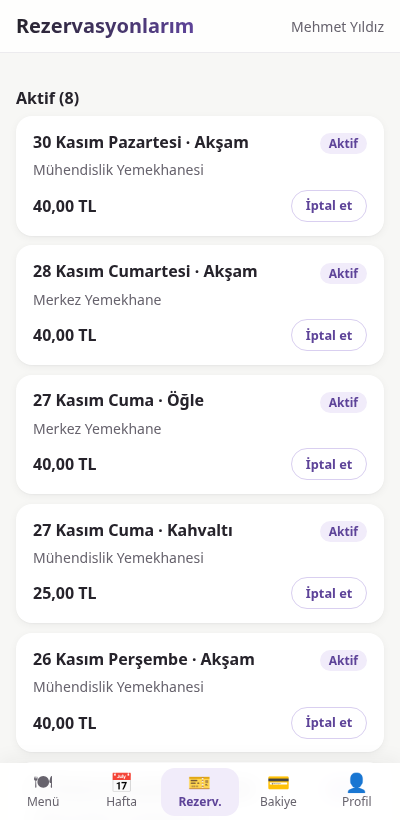 Rezervasyonlarım
Mehmet Yıldız
Aktif (8)
30 Kasım Pazartesi · Akşam
Aktif
Mühendislik Yemekhanesi
40,00 TL
İptal et
28 Kasım Cumartesi · Akşam
Aktif
Merkez Yemekhane
40,00 TL
İptal et
27 Kasım Cuma · Öğle
Aktif
Merkez Yemekhane
40,00 TL
İptal et
27 Kasım Cuma · Kahvaltı
Aktif
Mühendislik Yemekhanesi
25,00 TL
İptal et
26 Kasım Perşembe · Akşam
Aktif
Mühendislik Yemekhanesi
40,00 TL
İptal et
Menü
Hafta
Rezerv.
Bakiye
Profil